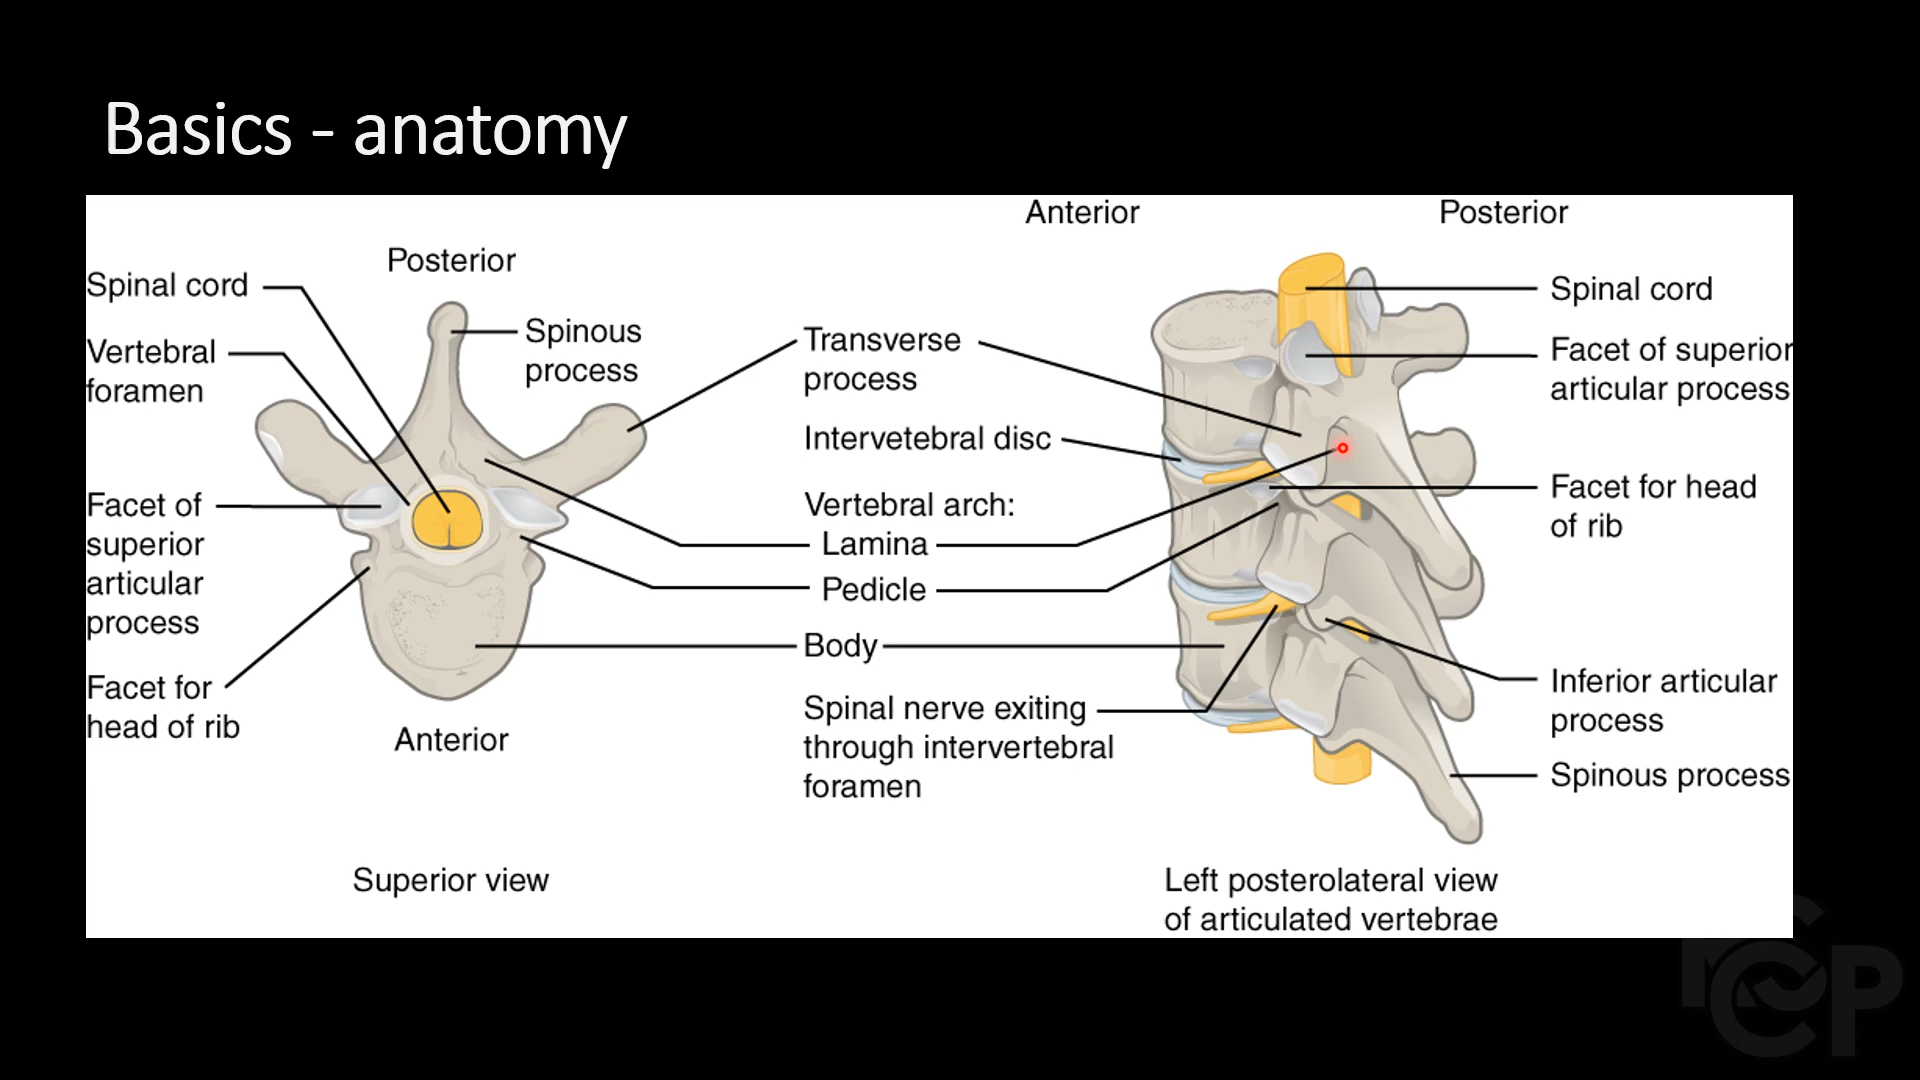 Basics - anatomy
Anterior
Posterior
Posterior
Spinal cord
Vertebral
foramen
Facet of
superior
articular
process
Facet for
head of rib
Spinous
process
Anterior
Superior view
Transverse
process
Intervetebral disc
Vertebral arch:
Lamina
Pedicle
Body
Spinal nerve exiting
through intervertebral
foramen
Spinal cord
Facet of superior
articular process
Facet for head
of rib
Inferior articular
process
Spinous process
Left posterolateral view
of articulated vertebrae